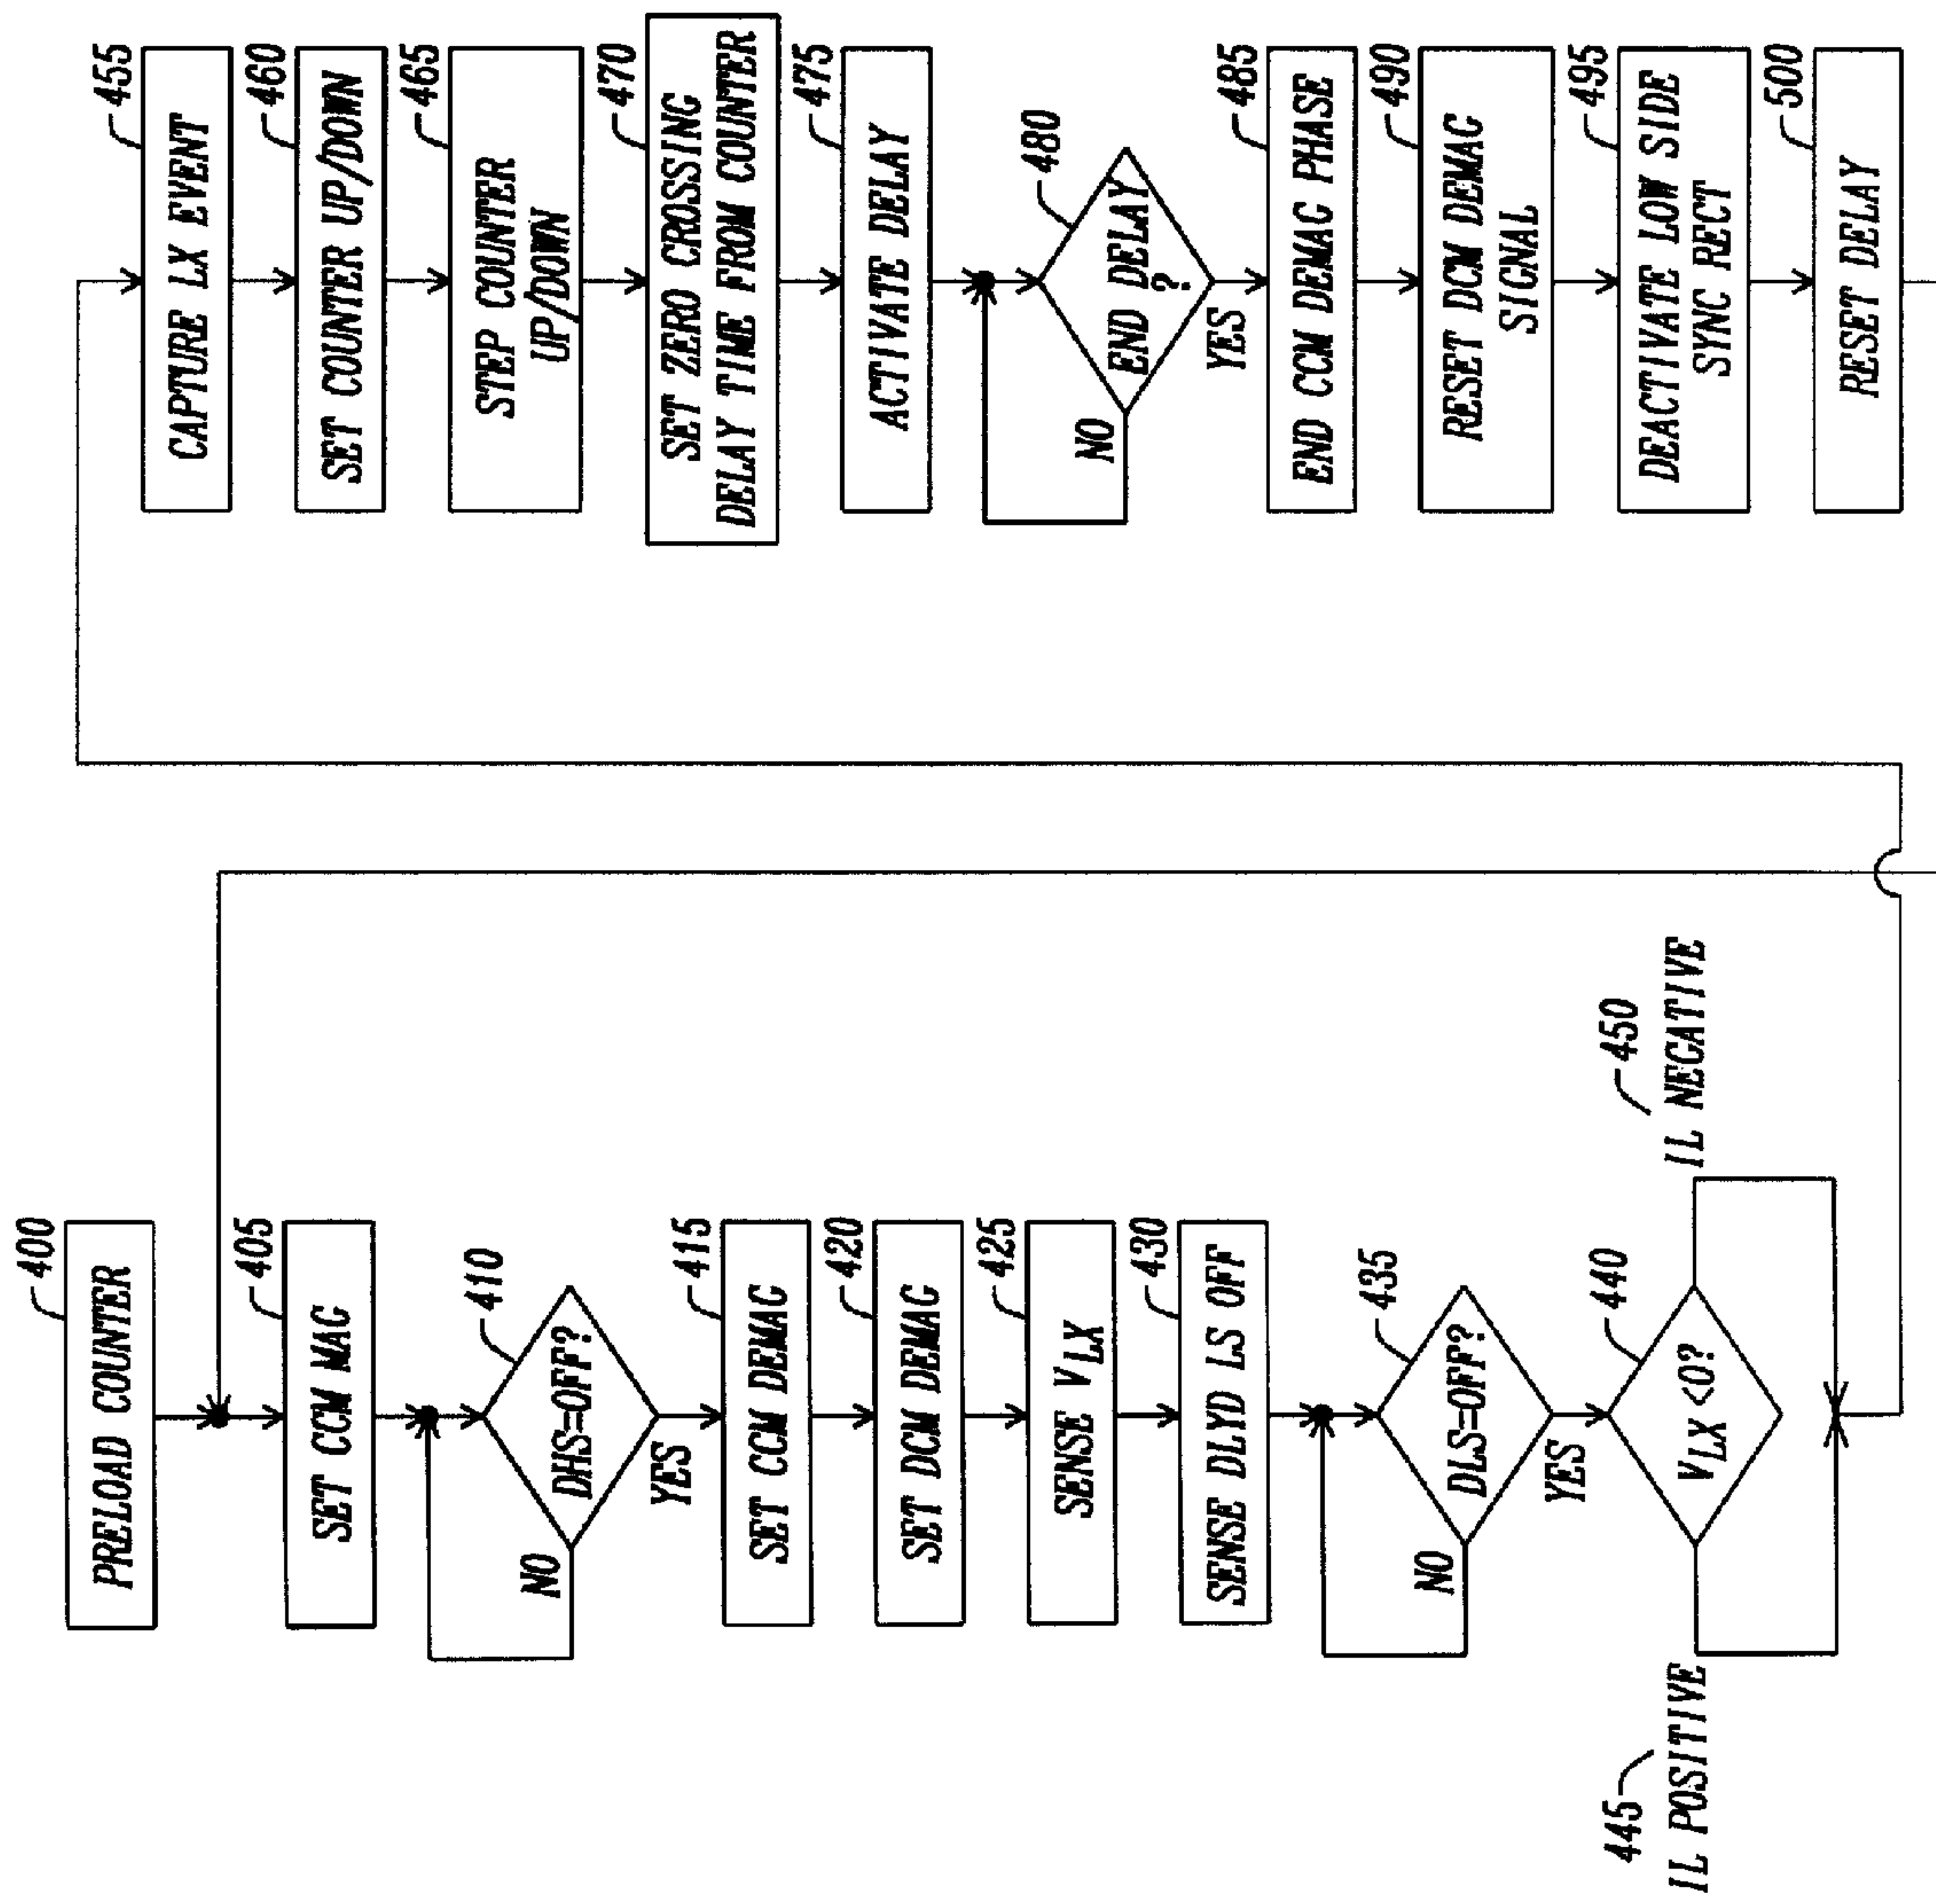 400
PRELOAD COUNTER
405
SET CCM MAG
410
DHS=OFF?
NO
YES
415
SET CCM DEMAG
420
SET DCM DEMAG
425
SENSE VLX
430
SENSE DLYD LS OFF
435
DLS=OFF?
NO
YES
440
VLX <0?
445
IL POSITIVE
450
IL NEGATIVE
455
CAPTURE LX EVENT
460
SET COUNTER UP/DOWN
465
STEP COUNTER
UP/DOWN
470
SET ZERO CROSSING
DELAY TIME FROM COUNTER
475
ACTIVATE DELAY
480
END DELAY
?
NO
YES
485
END CCM DEMAG PHASE
490
RESET DCM DEMAG
SIGNAL
495
DEACTIVATE LOW SIDE
SYNC RECT
500
RESET DELAY